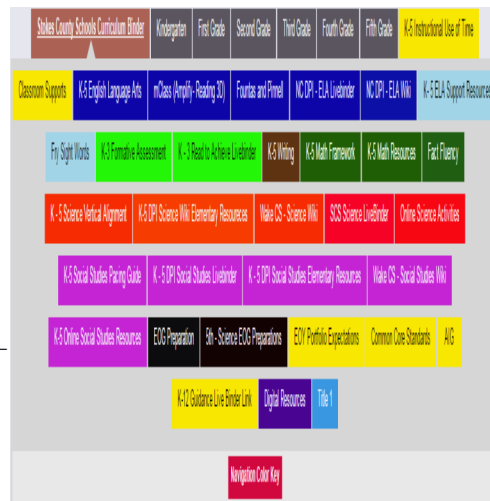 Stokes County Schools Curriculum Binder Kindergarten First Grade Second Grade Third Grade Fourth Grade Fifth Grade K-5 Instructional Use of Time
Classroom Supports K-5 English Language Arts mClass (Amplify - Reading 3D) Fountas and Pinnell NC DPI - ELA Livebinder NC DPI - ELA Wiki K- 5 ELA Support Resources
Fry Sight Words K-3 Formative Assessment K - 3 Read to Achieve Livebinder K-5 Writing K-5 Math Framework K-5 Math Resources Fact Fluency
K - 5 Science Vertical Alignment K-5 DPI Science Wiki Elementary Resources Wake CS - Science Wiki SCS Science LiveBinder Online Science Activities
K-5 Social Studies Pacing Guide K - 5 DPI Social Studies Livebinder K - 5 DPI Social Studies Elementary Resources Wake CS - Social Studies Wiki
K-5 Online Social Studies Resources EOG Preparation 5th - Science EOG Preparations EOY Portfolio Expectations Common Core Standards AIG
K-12 Guidance Live Binder Link Digital Resources Title 1
Navigation Color Key